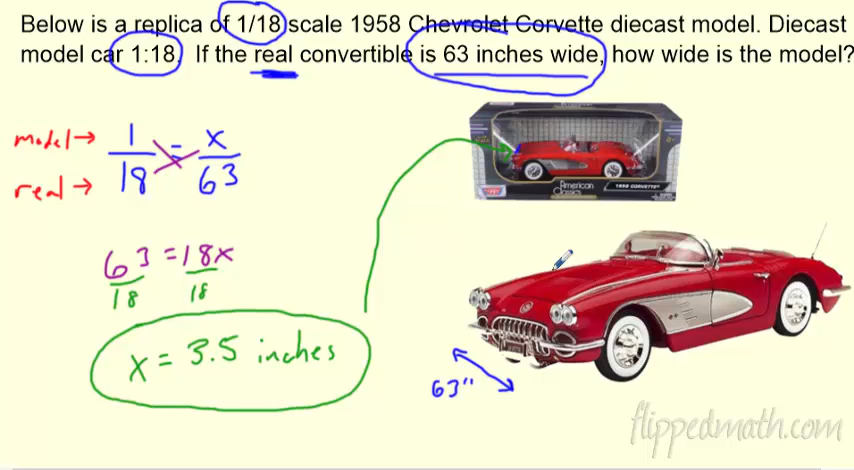 Below is a replica of 1/18 scale 1958 Chevrolet Corvette diecast model. Diecast
model car 1:18. If the real convertible is 63 inches wide, how wide is the model?
model → 1/18 = x/63
real →
63 = 18x
18 18
x = 3.5 inches
American
Classics
1958 CORVETTE
63"
flippedmath.com